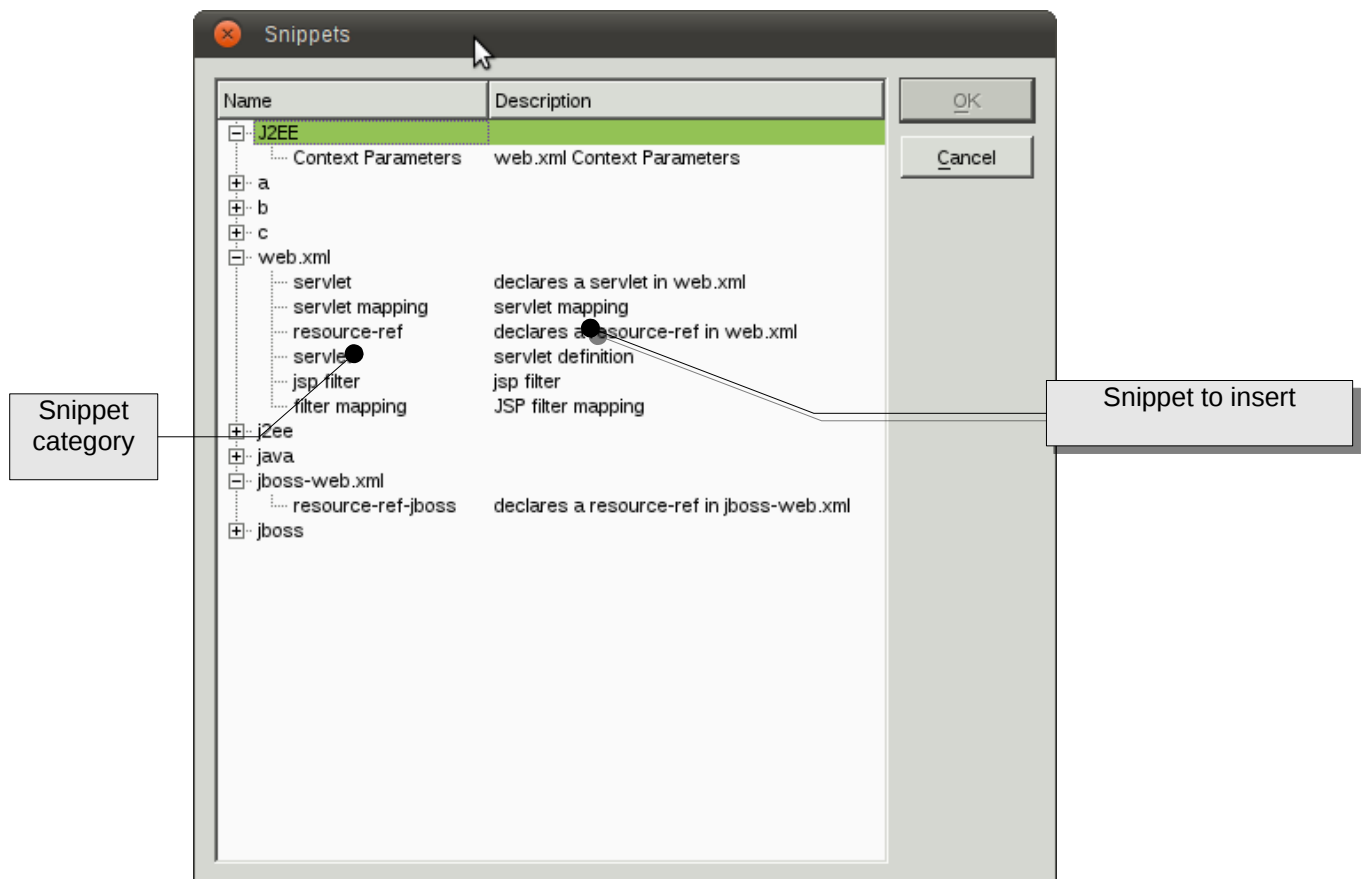 Snippets
Name Description
OK
J2EE
Context Parameters web.xml Context Parameters
Cancel
a
b
c
web.xml
servlet declares a servlet in web.xml
servlet mapping servlet mapping
resource-ref declares a resource-ref in web.xml
servlet servlet definition
jsp filter jsp filter
filter mapping JSP filter mapping
j2ee
java
jboss-web.xml
resource-ref-jboss declares a resource-ref in jboss-web.xml
jboss
Snippet
category
Snippet to insert